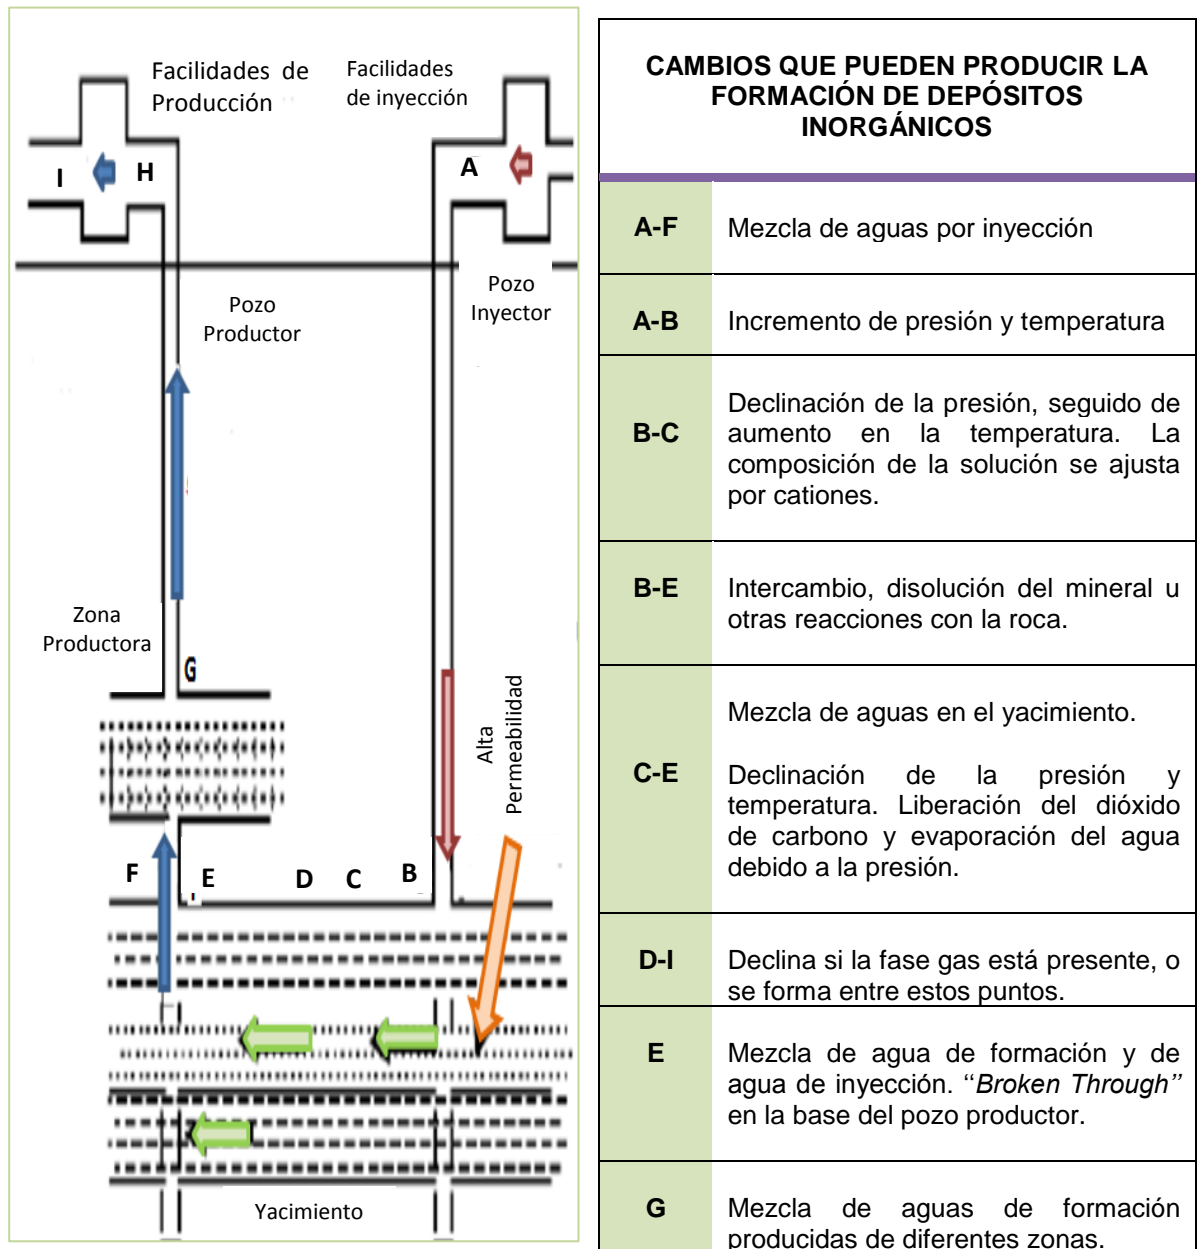 Facilidades de
Producción
Facilidades
de inyección
I
H
A
Pozo
Productor
Pozo
Inyector
Zona
Productora
G
Alta
Permeabilidad
F
E
D
C
B
Yacimiento
CAMBIOS QUE PUEDEN PRODUCIR LA
FORMACIÓN DE DEPÓSITOS
INORGÁNICOS
A-F
Mezcla de aguas por inyección
A-B
Incremento de presión y temperatura
B-C
Declinación de la presión, seguido de
aumento en la temperatura. La
composición de la solución se ajusta
por cationes.
B-E
Intercambio, disolución del mineral u
otras reacciones con la roca.
C-E
Mezcla de aguas en el yacimiento.
Declinación de la presión y
temperatura. Liberación del dióxido
de carbono y evaporación del agua
debido a la presión.
D-I
Declina si la fase gas está presente, o
se forma entre estos puntos.
E
Mezcla de agua de formación y de
agua de inyección. “Broken Through”
en la base del pozo productor.
G
Mezcla de aguas de formación
producidas de diferentes zonas.